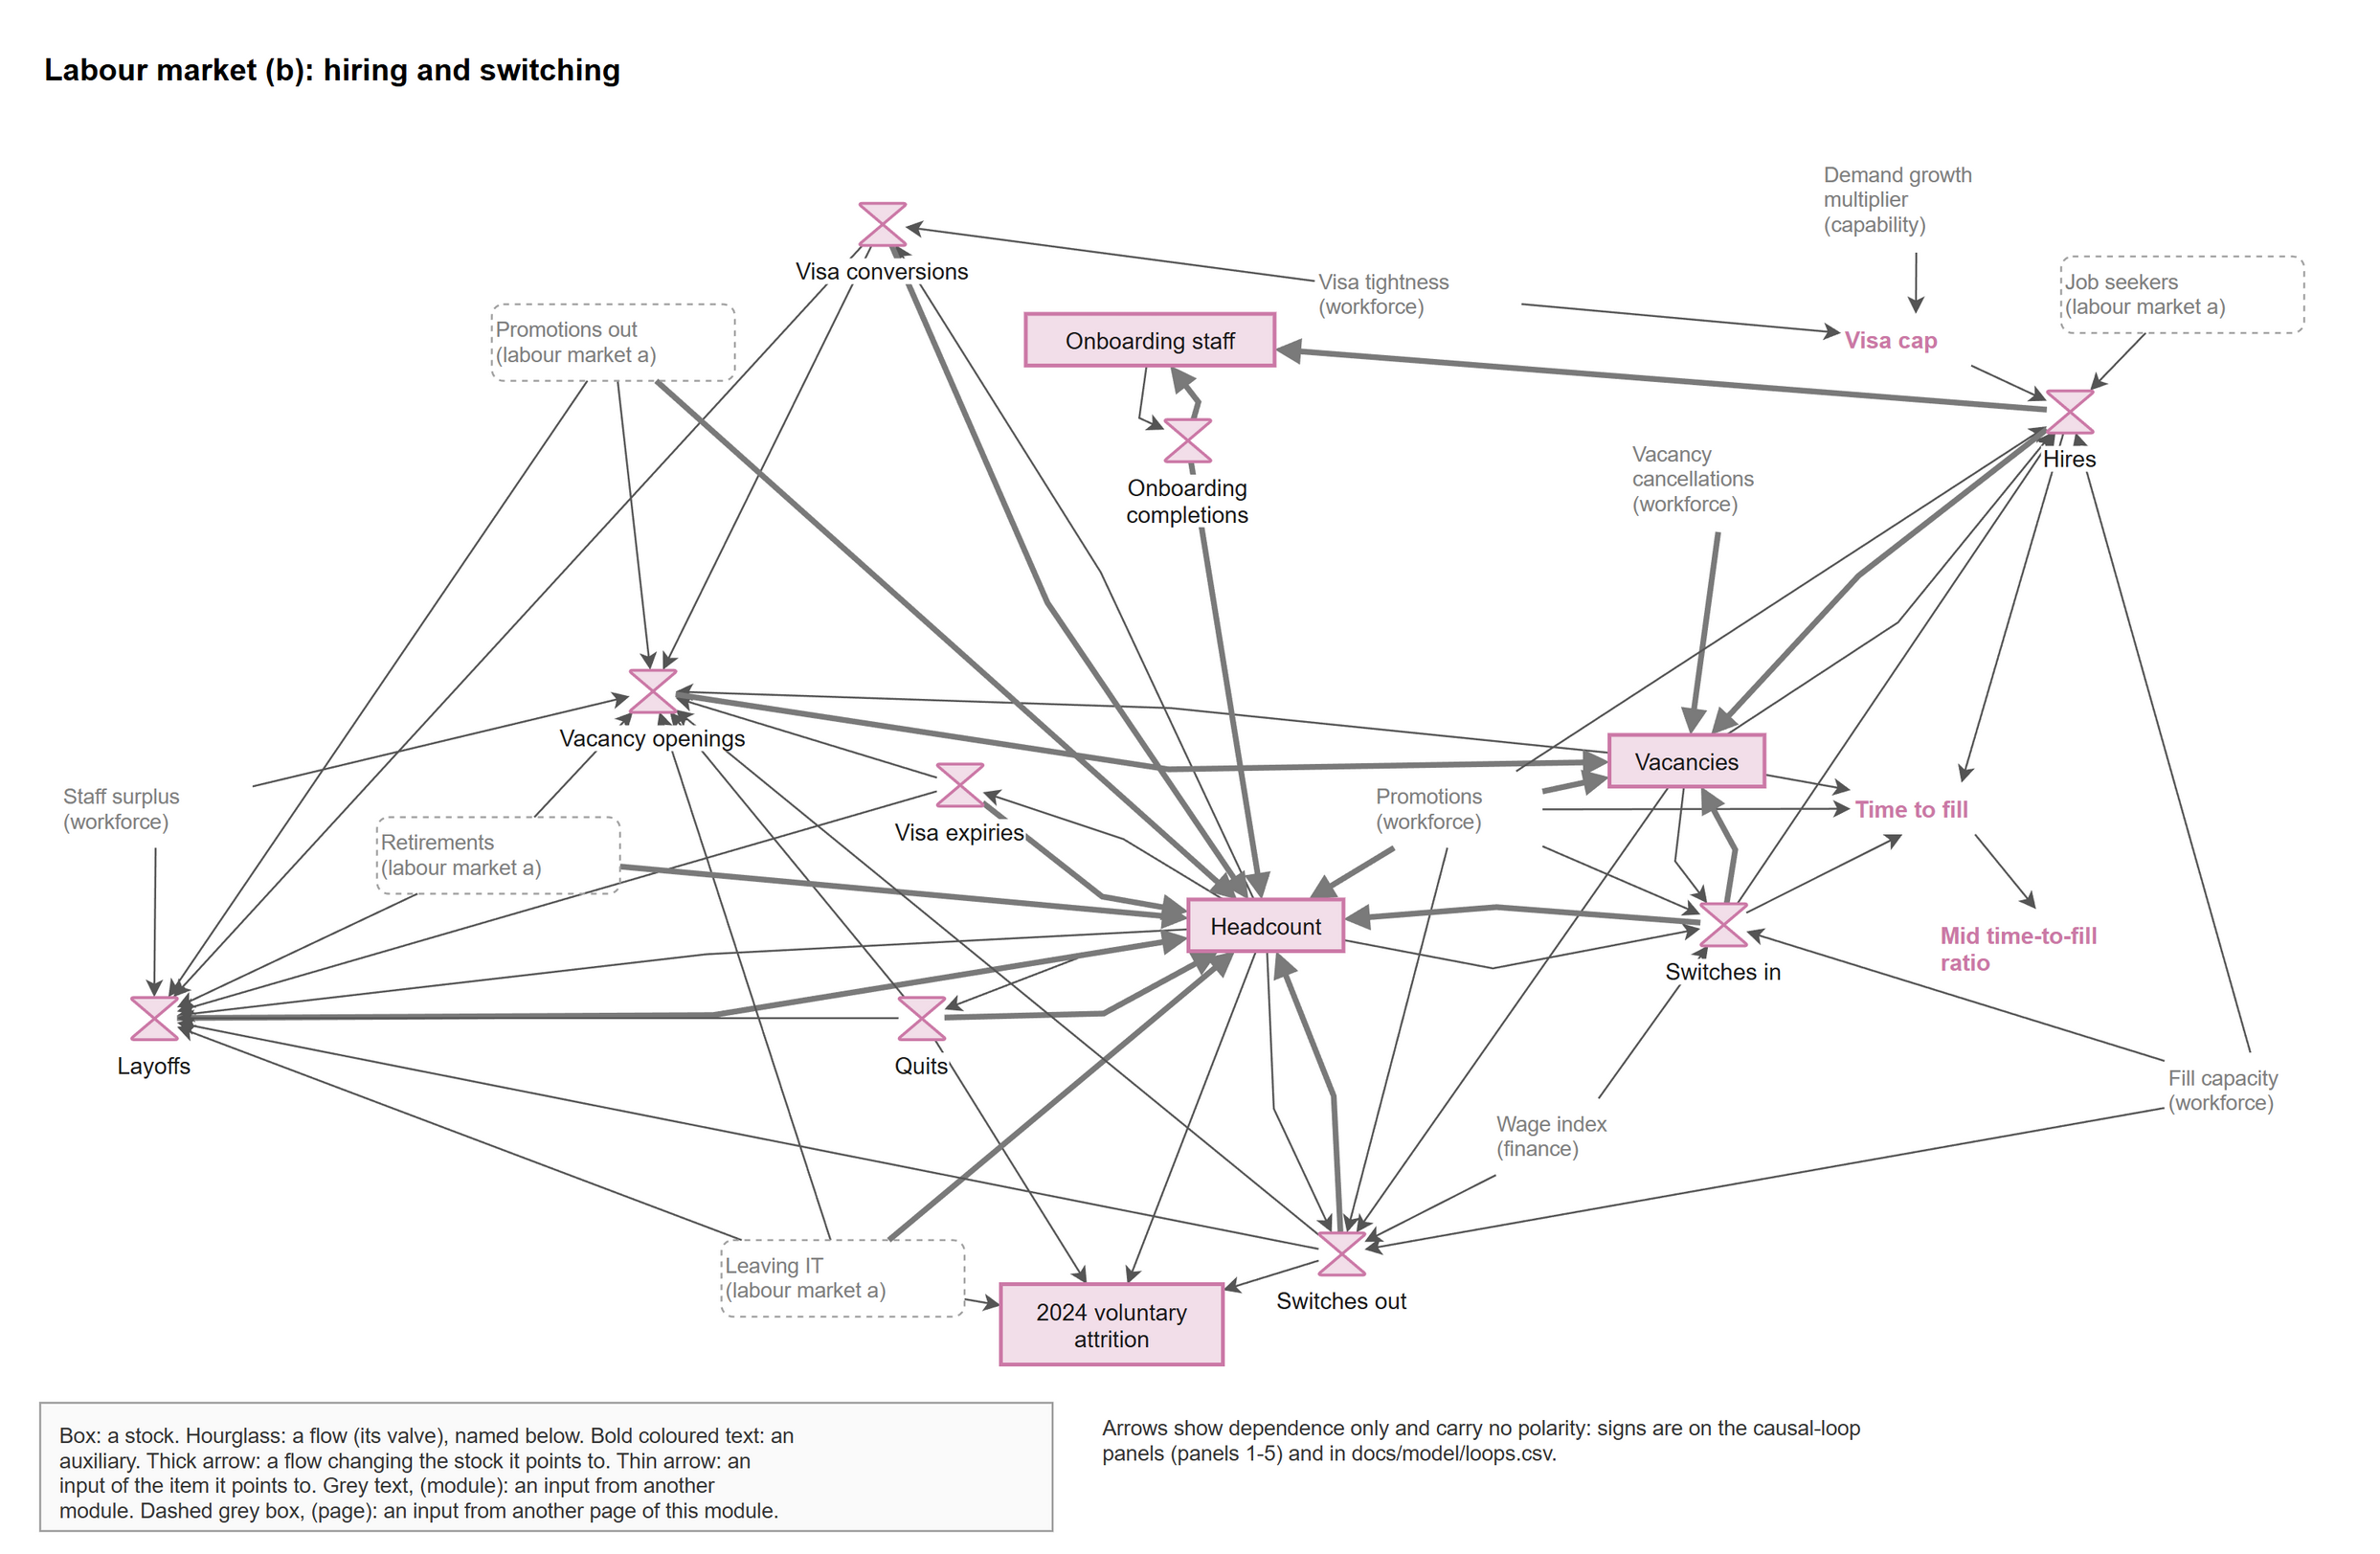 Labour market (b): hiring and switching
Demand growth
multiplier
(capability)
Visa conversions
Visa tightness
(workforce)
Job seekers
(labour market a)
Promotions out
(labour market a)
Onboarding staff
Visa cap
Hires
Vacancy
cancellations
(workforce)
Onboarding
completions
Vacancy openings
Vacancies
Staff surplus
(workforce)
Visa expiries
Promotions
(workforce)
Time to fill
Retirements
(labour market a)
Headcount
Mid time-to-fill
ratio
Switches in
Layoffs
Quits
Fill capacity
(workforce)
Wage index
(finance)
Leaving IT
(labour market a)
2024 voluntary
attrition
Switches out
Box: a stock. Hourglass: a flow (its valve), named below. Bold coloured text: an
auxiliary. Thick arrow: a flow changing the stock it points to. Thin arrow: an
input of the item it points to. Grey text, (module): an input from another
module. Dashed grey box, (page): an input from another page of this module.
Arrows show dependence only and carry no polarity: signs are on the causal-loop
panels (panels 1-5) and in docs/model/loops.csv.